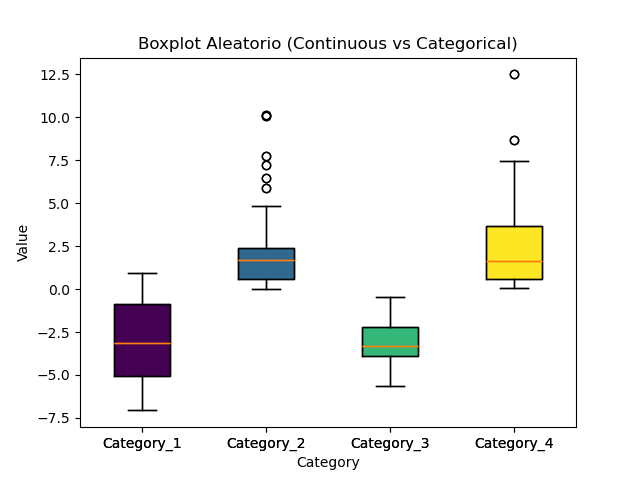 Boxplot Aleatorio (Continuous vs Categorical)
12.5
10.0
7.5
5.0
2.5
0.0
−2.5
−5.0
−7.5
Value
Category_1 Category_2 Category_3 Category_4
Category